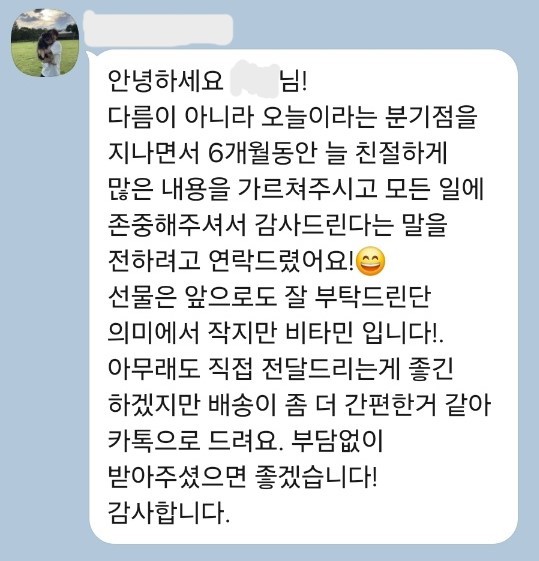 안녕하세요 님!
다름이 아니라 오늘이라는 분기점을
지나면서 6개월동안 늘 친절하게
많은 내용을 가르쳐주시고 모든 일에
존중해주셔서 감사드린다는 말을
전하려고 연락드렸어요!😄
선물은 앞으로도 잘 부탁드린단
의미에서 작지만 비타민 입니다!.
아무래도 직접 전달드리는게 좋긴
하겠지만 배송이 좀 더 간편한거 같아
카톡으로 드려요. 부담없이
받아주셨으면 좋겠습니다!
감사합니다.